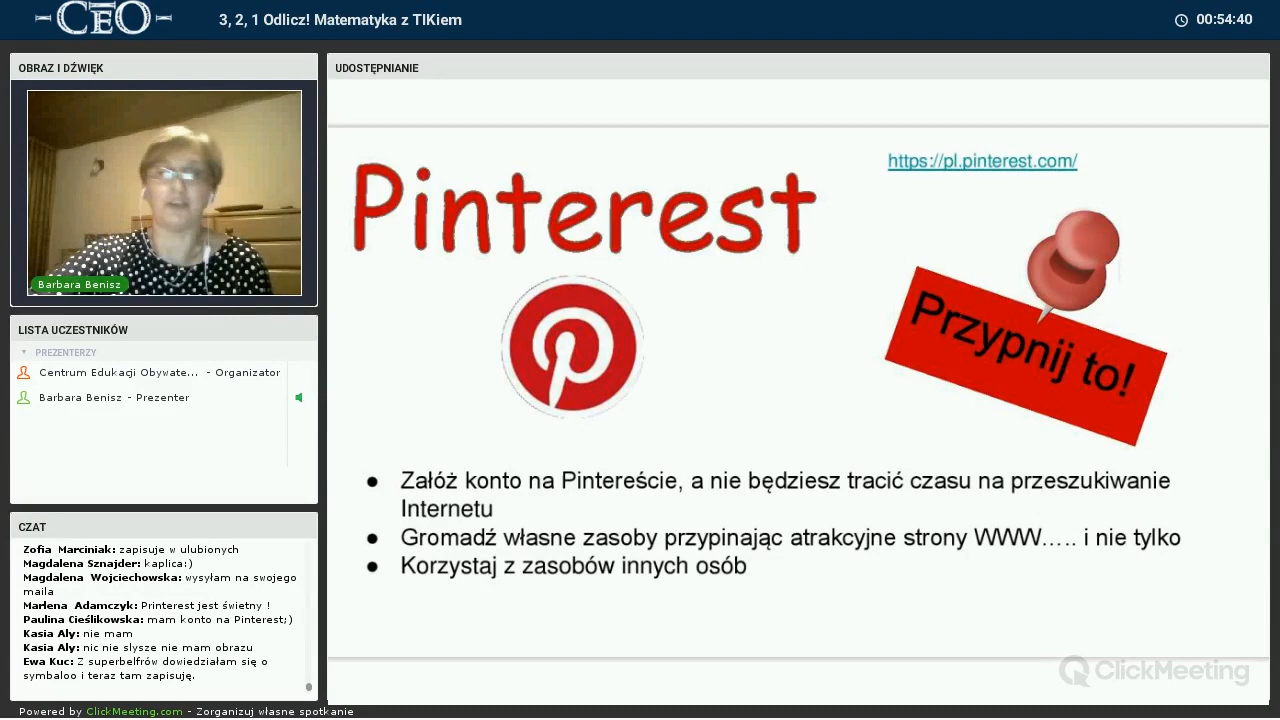 CEO
3, 2, 1 Odlicz! Matematyka z TIKiem
00:54:40
OBRAZ I DŹWIĘK
Barbara Benisz
LISTA UCZESTNIKÓW
PREZENTERZY
Centrum Edukacji Obywate... - Organizator
Barbara Benisz - Prezenter
CZAT
Zofia Marciniak: zapisuje w ulubionych
Magdalena Sznajder: kaplica:)
Magdalena Wojciechowska: wysyłam na swojego
maila
Marlena Adamczyk: Printerest jest świetny !
Paulina Cieślikowska: mam konto na Pinterest;)
Kasia Aly: nie mam
Kasia Aly: nic nie slysze nie mam obrazu
Ewa Kuc: Z superbelfrów dowiedziałam się o
symbaloo i teraz tam zapisuję.
UDOSTĘPNIANIE
https://pl.pinterest.com/
Pinterest
Przypnij to!
● Załóż konto na Pintereście, a nie będziesz tracić czasu na przeszukiwanie
Internetu
● Gromadź własne zasoby przypinając atrakcyjne strony WWW..... i nie tylko
● Korzystaj z zasobów innych osób
ClickMeeting
Powered by ClickMeeting.com - Zorganizuj własne spotkanie